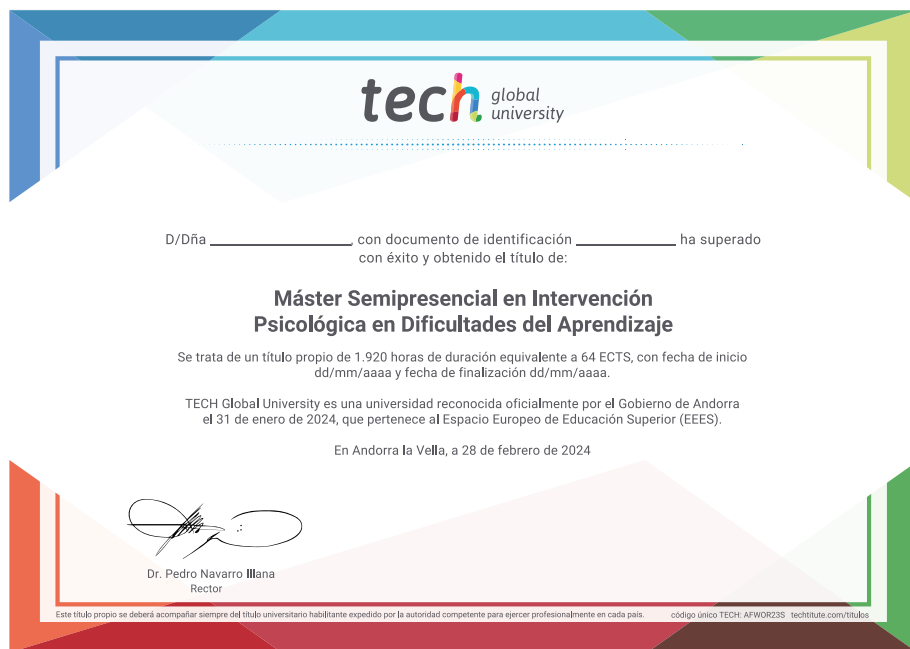 tech global
university
D/Dña ____________________, con documento de identificación ______________ ha superado
con éxito y obtenido el título de:
Máster Semipresencial en Intervención
Psicológica en Dificultades del Aprendizaje
Se trata de un título propio de 1.920 horas de duración equivalente a 64 ECTS, con fecha de inicio
dd/mm/aaaa y fecha de finalización dd/mm/aaaa.
TECH Global University es una universidad reconocida oficialmente por el Gobierno de Andorra
el 31 de enero de 2024, que pertenece al Espacio Europeo de Educación Superior (EEES).
En Andorra la Vella, a 28 de febrero de 2024
Dr. Pedro Navarro Illana
Rector
Este título propio se deberá acompañar siempre del título universitario habilitante expedido por la autoridad competente para ejercer profesionalmente en cada país. código único TECH: AFWOR23S techtitute.com/titulos